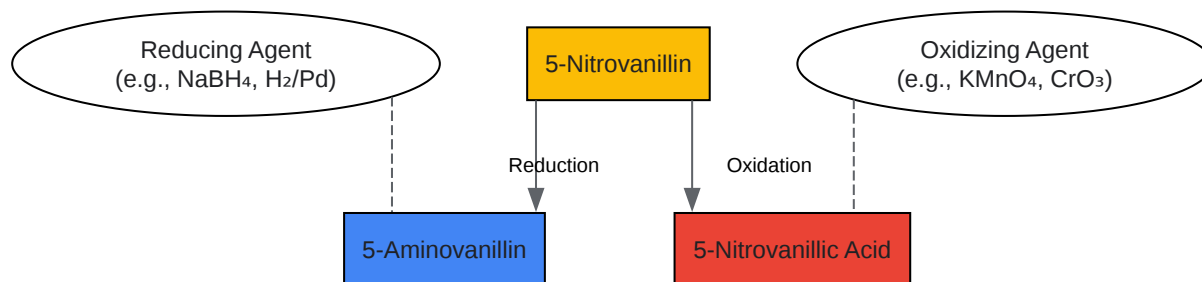 Reducing Agent
(e.g., NaBH₄, H₂/Pd)
5-Nitrovanillin
Oxidizing Agent
(e.g., KMnO₄, CrO₃)
Reduction
Oxidation
5-Aminovanillin
5-Nitrovanillic Acid